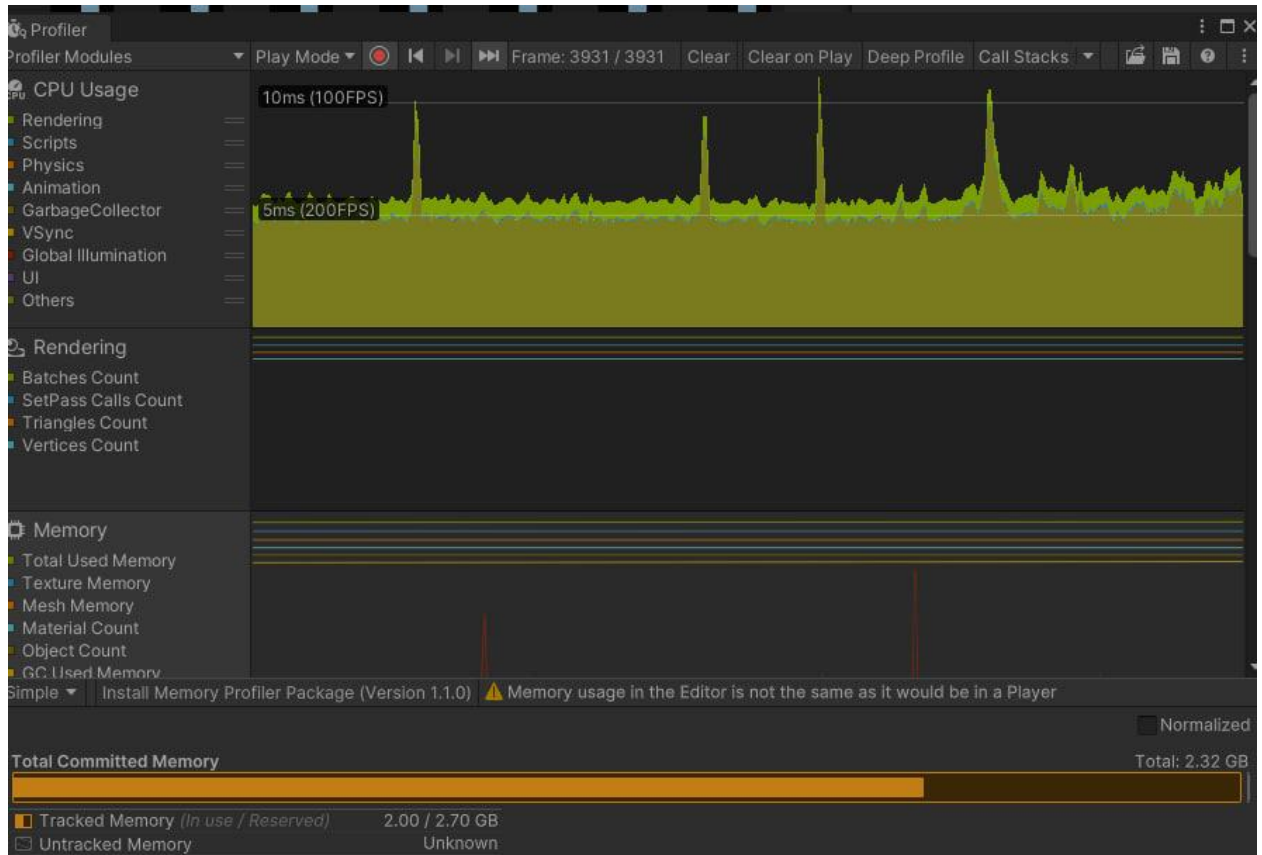 Profiler
Profiler Modules
Play Mode
Frame: 3931 / 3931
Clear
Clear on Play
Deep Profile
Call Stacks
CPU Usage
Rendering
Scripts
Physics
Animation
GarbageCollector
VSync
Global Illumination
UI
Others
10ms (100FPS)
5ms (200FPS)
Rendering
Batches Count
SetPass Calls Count
Triangles Count
Vertices Count
Memory
Total Used Memory
Texture Memory
Mesh Memory
Material Count
Object Count
GC Used Memory
Simple
Install Memory Profiler Package (Version 1.1.0)
Memory usage in the Editor is not the same as it would be in a Player
Normalized
Total Committed Memory
Total: 2.32 GB
Tracked Memory (In use / Reserved) 2.00 / 2.70 GB
Untracked Memory Unknown